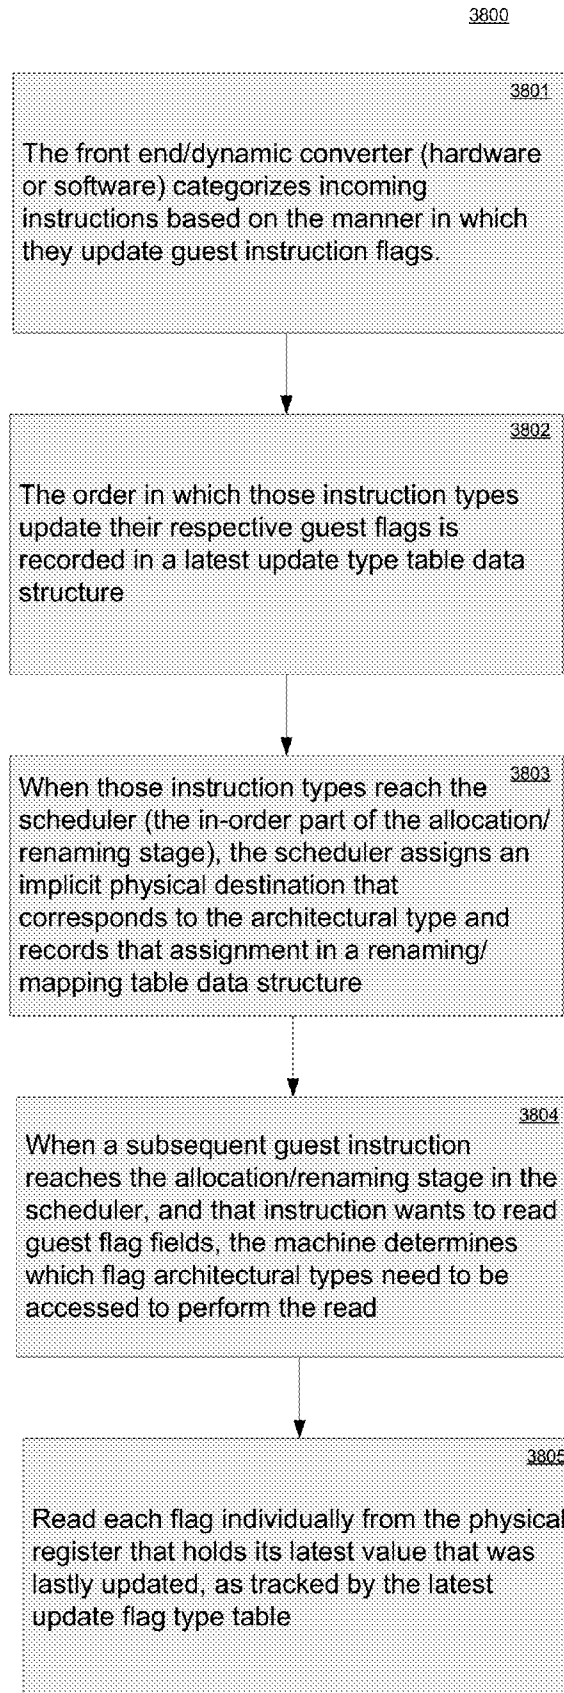 3800
3801
The front end/dynamic converter (hardware
or software) categorizes incoming
instructions based on the manner in which
they update guest instruction flags.
3802
The order in which those instruction types
update their respective guest flags is
recorded in a latest update type table data
structure
3803
When those instruction types reach the
scheduler (the in-order part of the allocation/
renaming stage), the scheduler assigns an
implicit physical destination that
corresponds to the architectural type and
records that assignment in a renaming/
mapping table data structure
3804
When a subsequent guest instruction
reaches the allocation/renaming stage in the
scheduler, and that instruction wants to read
guest flag fields, the machine determines
which flag architectural types need to be
accessed to perform the read
3805
Read each flag individually from the physical
register that holds its latest value that was
lastly updated, as tracked by the latest
update flag type table